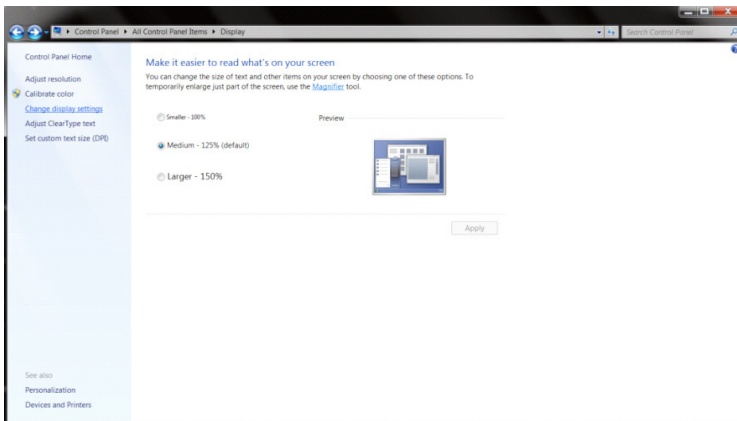 Control Panel ▸ All Control Panel Items ▸ Display
Search Control Panel
Control Panel Home
Adjust resolution
Calibrate color
Change display settings
Adjust ClearType text
Set custom text size (DPI)
Make it easier to read what's on your screen
You can change the size of text and other items on your screen by choosing one of these options. To
temporarily enlarge just part of the screen, use the Magnifier tool.
Smaller - 100%
Preview
Medium - 125% (default)
Larger - 150%
Apply
See also
Personalization
Devices and Printers